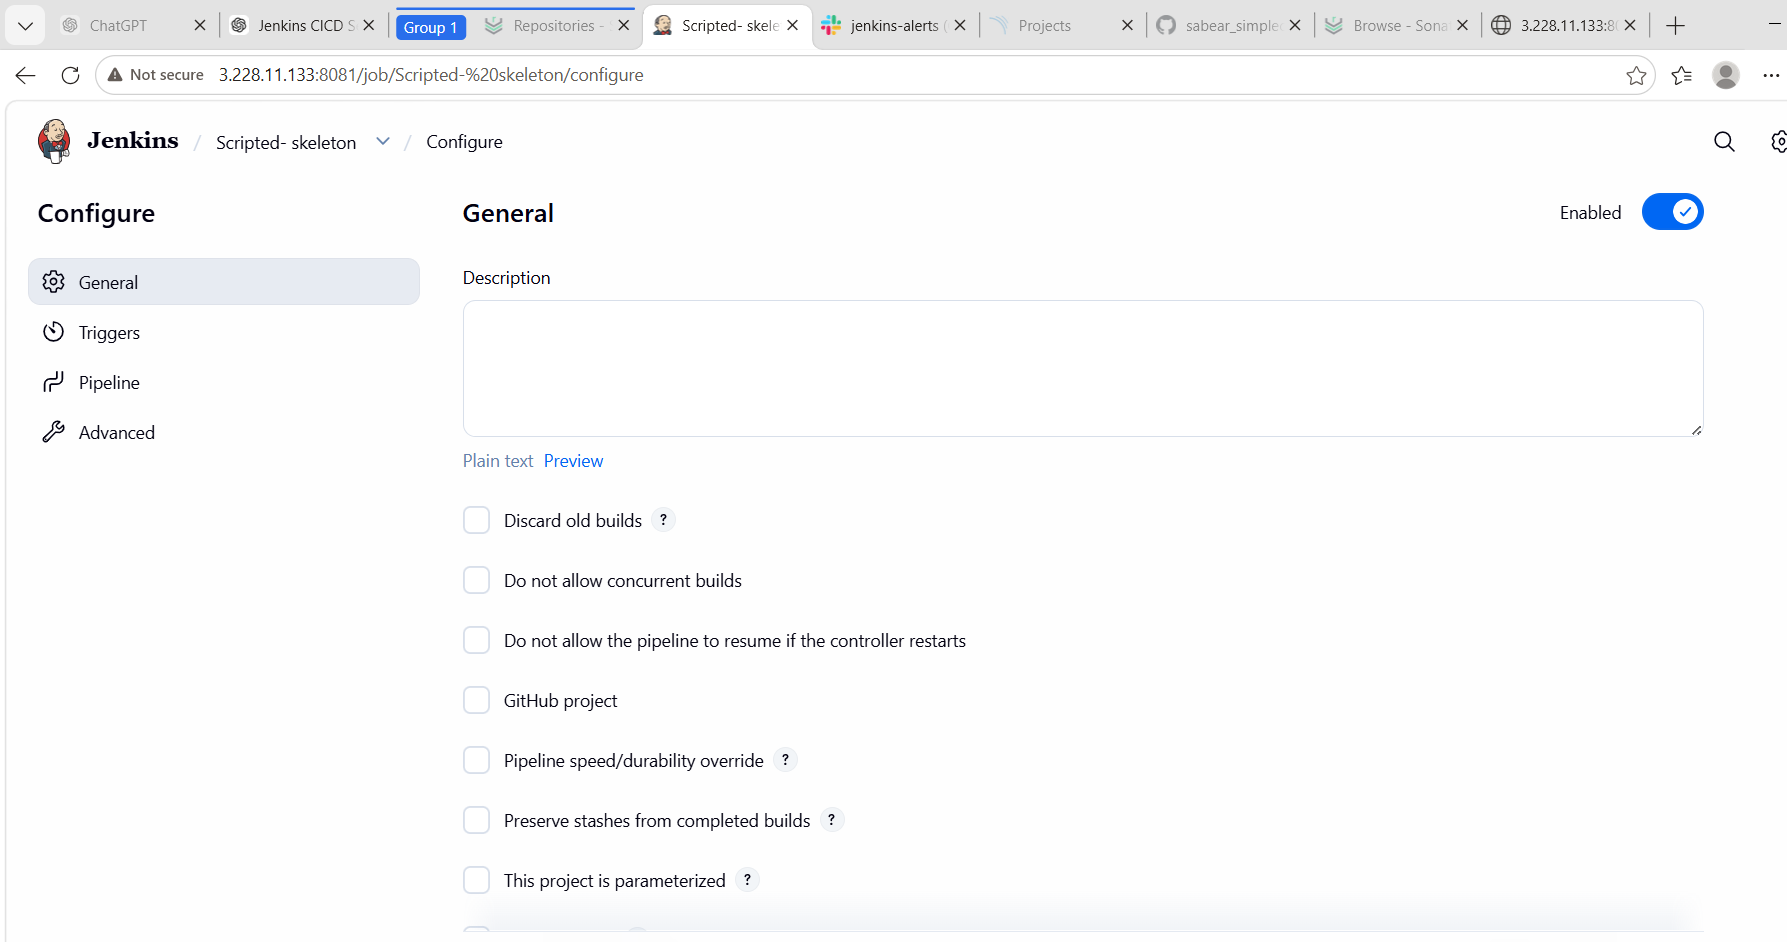 ChatGPT
Jenkins CICD S
Group 1
Repositories - S
Scripted- skele
jenkins-alerts (
Projects
sabear_simple
Browse - Sona
3.228.11.133:80
Not secure
3.228.11.133:8081/job/Scripted-%20skeleton/configure
Jenkins / Scripted- skeleton / Configure
Configure
General
Triggers
Pipeline
Advanced
General
Enabled
Description
Plain text Preview
Discard old builds ?
Do not allow concurrent builds
Do not allow the pipeline to resume if the controller restarts
GitHub project
Pipeline speed/durability override ?
Preserve stashes from completed builds ?
This project is parameterized ?